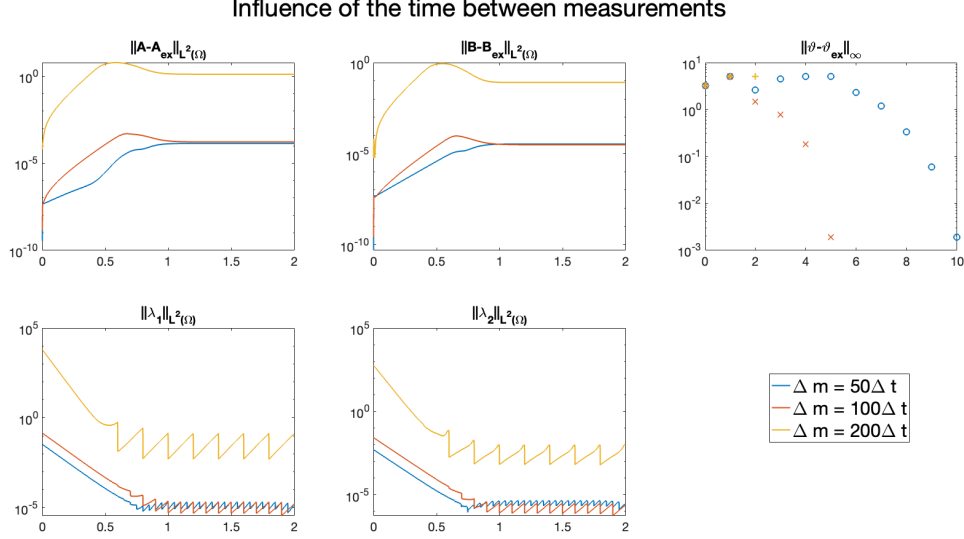 Influence of the time between measurements
||A-A_ex||_L²(Ω)
10^0
10^-5
10^-10
0 0.5 1 1.5 2
||B-B_ex||_L²(Ω)
10^0
10^-5
10^-10
0 0.5 1 1.5 2
||ϑ-ϑ_ex||_∞
10^1
10^0
10^-1
10^-2
10^-3
0 2 4 6 8 10
||λ_1||_L²(Ω)
10^5
10^0
10^-5
0 0.5 1 1.5 2
||λ_2||_L²(Ω)
10^5
10^0
10^-5
0 0.5 1 1.5 2
Δ m = 50Δ t
Δ m = 100Δ t
Δ m = 200Δ t